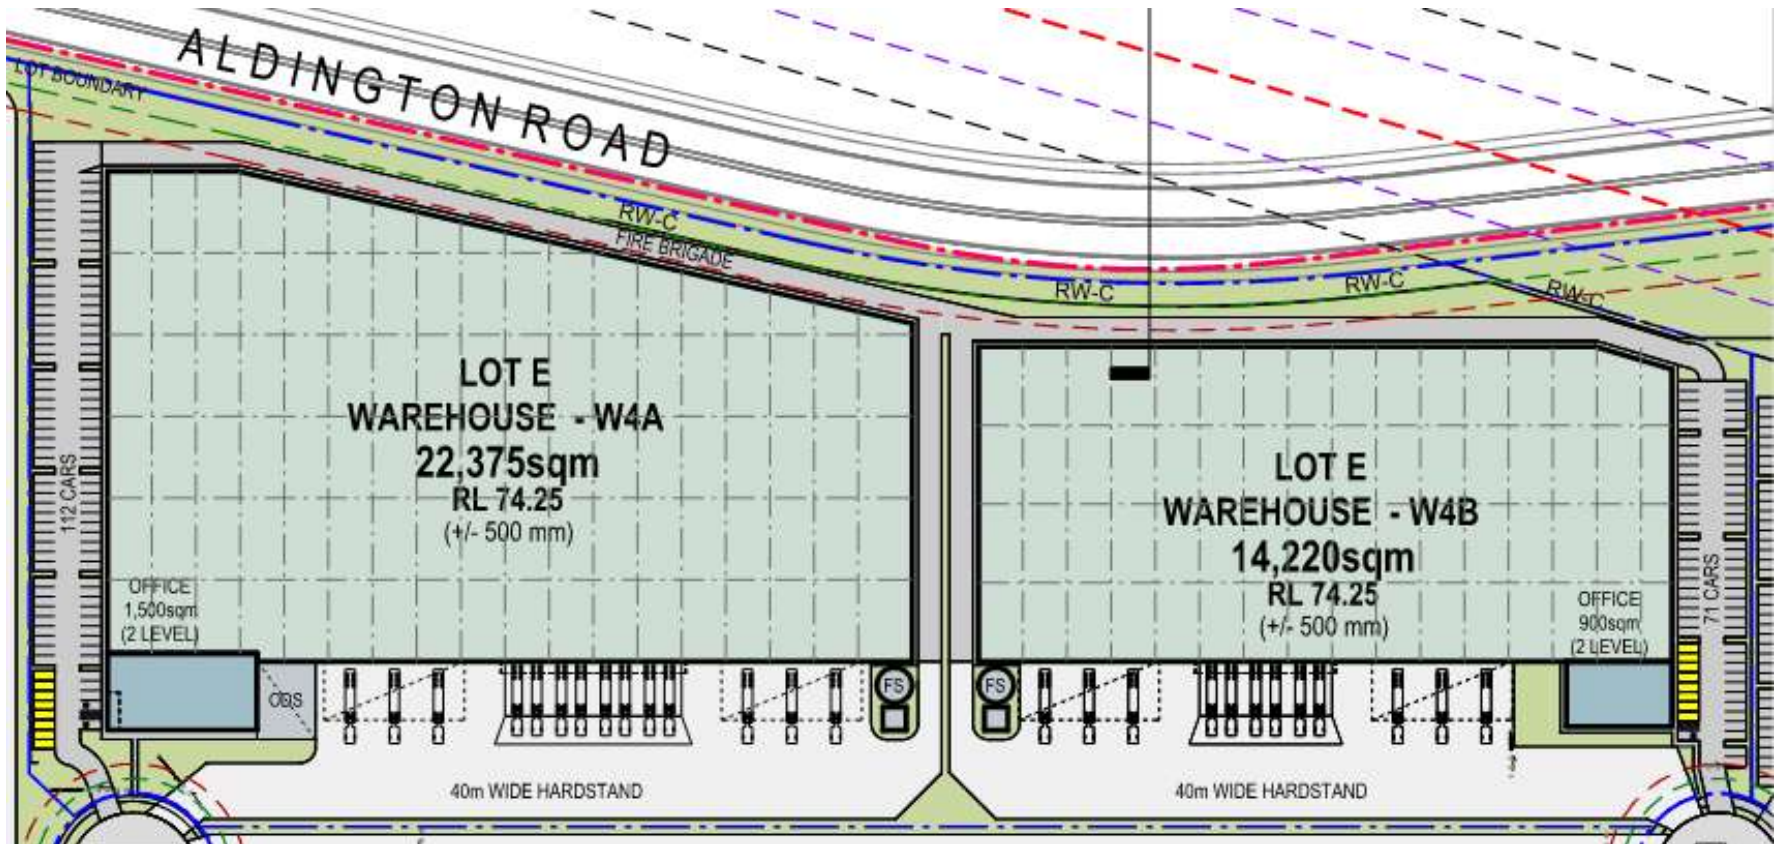 ALDINGTON ROAD
LOT BOUNDARY
RW-C
FIRE BRIGADE
RW-C
RW-C
RW-C
LOT E
WAREHOUSE - W4A
22,375sqm
RL 74.25
(+/- 500 mm)
112 CARS
OFFICE
1,500sqm
(2 LEVEL)
LOT E
WAREHOUSE - W4B
14,220sqm
RL 74.25
(+/- 500 mm)
OFFICE
900sqm
(2 LEVEL)
71 CARS
FS
FS
40m WIDE HARDSTAND
40m WIDE HARDSTAND